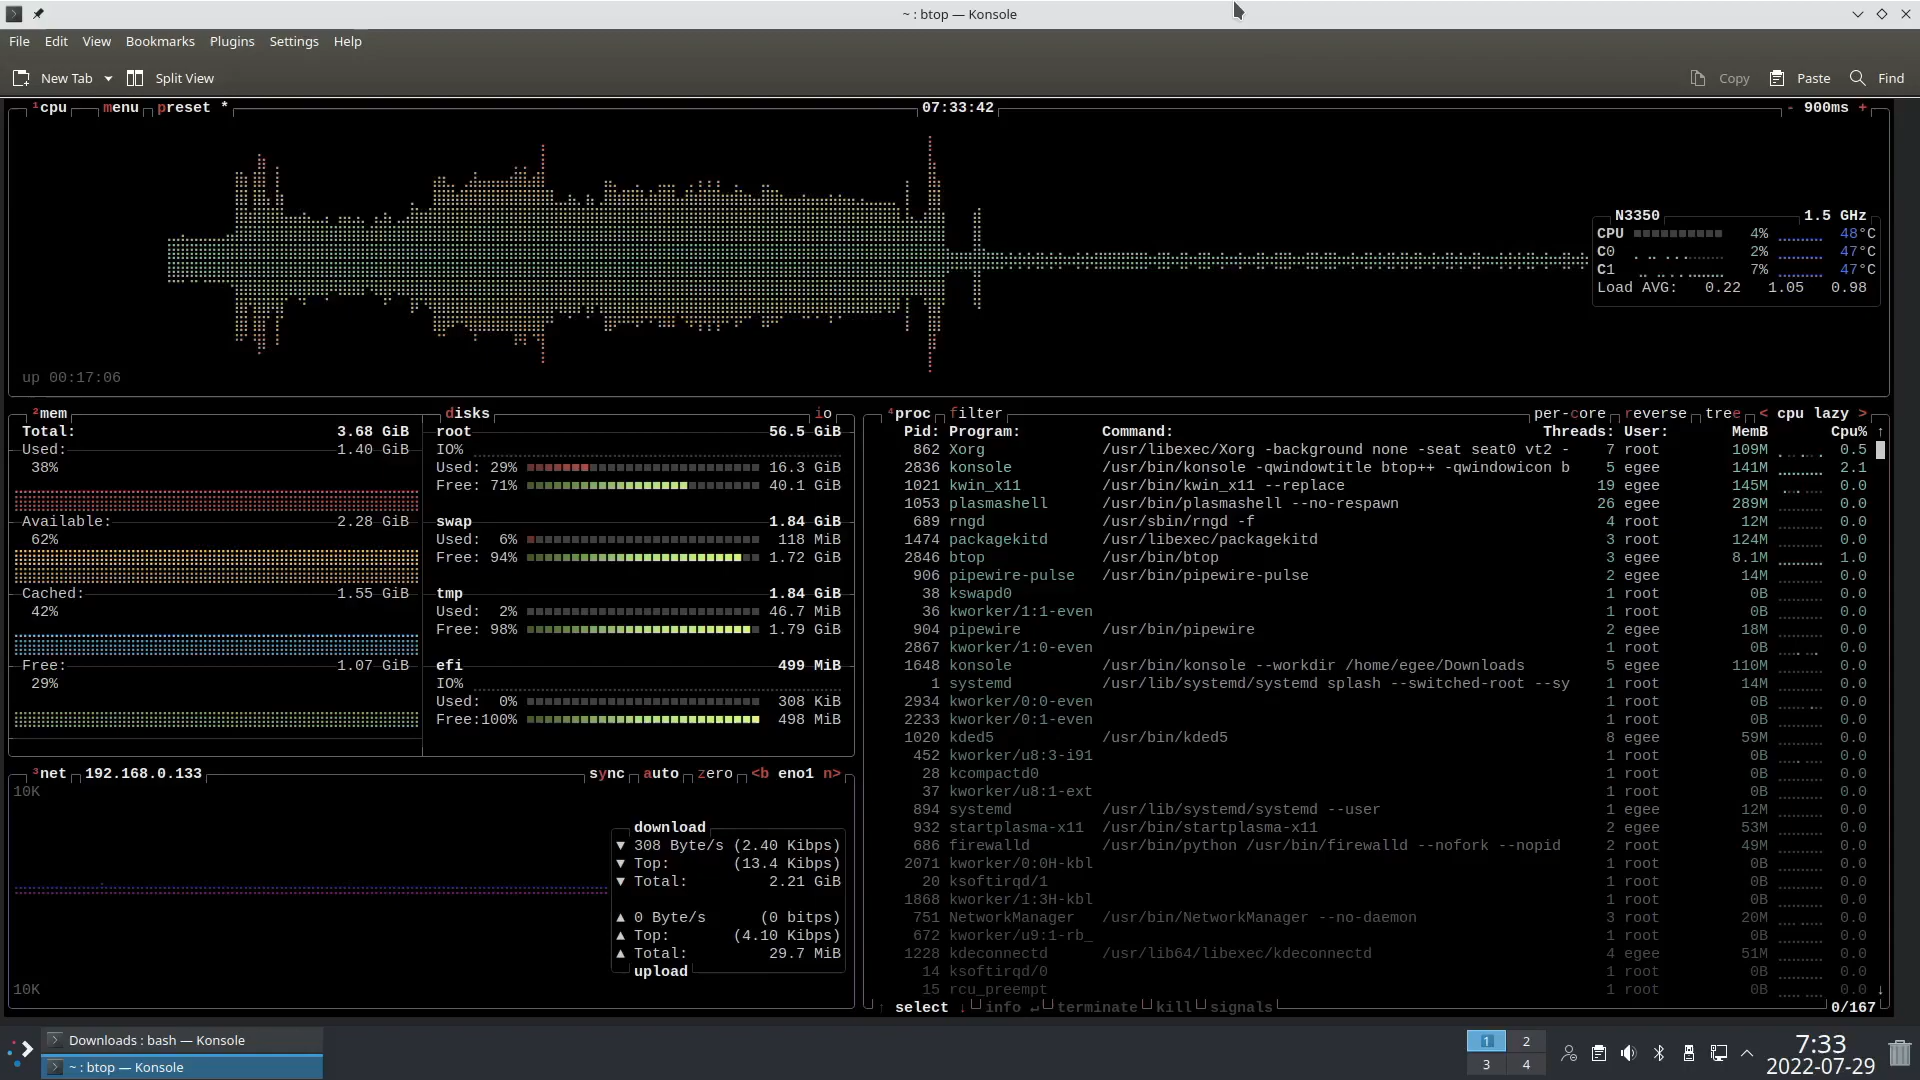 ~ : btop — Konsole
File Edit View Bookmarks Plugins Settings Help
New Tab Split View Copy Paste Find
¹cpu menu preset * 07:33:42 - 900ms +
N3350 1.5 GHz
CPU 4% 48°C
C0 2% 47°C
C1 7% 47°C
Load AVG: 0.22 1.05 0.98
up 00:17:06
²mem
Total: 3.68 GiB
Used: 1.40 GiB
38%
Available: 2.28 GiB
62%
Cached: 1.55 GiB
42%
Free: 1.07 GiB
29%
disks io
root 56.5 GiB
IO%
Used: 29% 16.3 GiB
Free: 71% 40.1 GiB
swap 1.84 GiB
Used: 6% 118 MiB
Free: 94% 1.72 GiB
tmp 1.84 GiB
Used: 2% 46.7 MiB
Free: 98% 1.79 GiB
efi 499 MiB
IO%
Used: 0% 308 KiB
Free:100% 498 MiB
³net 192.168.0.133 sync auto zero <b eno1 n>
10K
download
▼ 308 Byte/s (2.40 Kibps)
▼ Top: (13.4 Kibps)
▼ Total: 2.21 GiB
▲ 0 Byte/s (0 bitps)
▲ Top: (4.10 Kibps)
▲ Total: 29.7 MiB
upload
10K
⁴proc filter per-core reverse tree < cpu lazy >
Pid: Program: Command: Threads: User: MemB Cpu% ↑
862 Xorg /usr/libexec/Xorg -background none -seat seat0 vt2 - 7 root 109M 0.5
2836 konsole /usr/bin/konsole -qwindowtitle btop++ -qwindowicon b 5 egee 141M 2.1
1021 kwin_x11 /usr/bin/kwin_x11 --replace 19 egee 145M 0.0
1053 plasmashell /usr/bin/plasmashell --no-respawn 26 egee 289M 0.0
689 rngd /usr/sbin/rngd -f 4 root 12M 0.0
1474 packagekitd /usr/libexec/packagekitd 3 root 124M 0.0
2846 btop /usr/bin/btop 3 egee 8.1M 1.0
906 pipewire-pulse /usr/bin/pipewire-pulse 2 egee 14M 0.0
38 kswapd0 1 root 0B 0.0
36 kworker/1:1-even 1 root 0B 0.0
904 pipewire /usr/bin/pipewire 2 egee 18M 0.0
2867 kworker/1:0-even 1 root 0B 0.0
1648 konsole /usr/bin/konsole --workdir /home/egee/Downloads 5 egee 110M 0.0
1 systemd /usr/lib/systemd/systemd splash --switched-root --sy 1 root 14M 0.0
2934 kworker/0:0-even 1 root 0B 0.0
2233 kworker/0:1-even 1 root 0B 0.0
1020 kded5 /usr/bin/kded5 8 egee 59M 0.0
452 kworker/u8:3-i91 1 root 0B 0.0
28 kcompactd0 1 root 0B 0.0
37 kworker/u8:1-ext 1 root 0B 0.0
894 systemd /usr/lib/systemd/systemd --user 1 egee 12M 0.0
932 startplasma-x11 /usr/bin/startplasma-x11 2 egee 53M 0.0
686 firewalld /usr/bin/python /usr/bin/firewalld --nofork --nopid 2 root 49M 0.0
2071 kworker/0:0H-kbl 1 root 0B 0.0
20 ksoftirqd/1 1 root 0B 0.0
1868 kworker/1:3H-kbl 1 root 0B 0.0
751 NetworkManager /usr/bin/NetworkManager --no-daemon 3 root 20M 0.0
672 kworker/u9:1-rb_ 1 root 0B 0.0
1228 kdeconnectd /usr/lib64/libexec/kdeconnectd 4 egee 51M 0.0
14 ksoftirqd/0 1 root 0B 0.0
15 rcu_preempt 1 root 0B 0.0 ↓
↑ select ↓ info ↵ terminate kill signals 0/167
Downloads : bash — Konsole
~ : btop — Konsole
1 2
3 4
7:33
2022-07-29